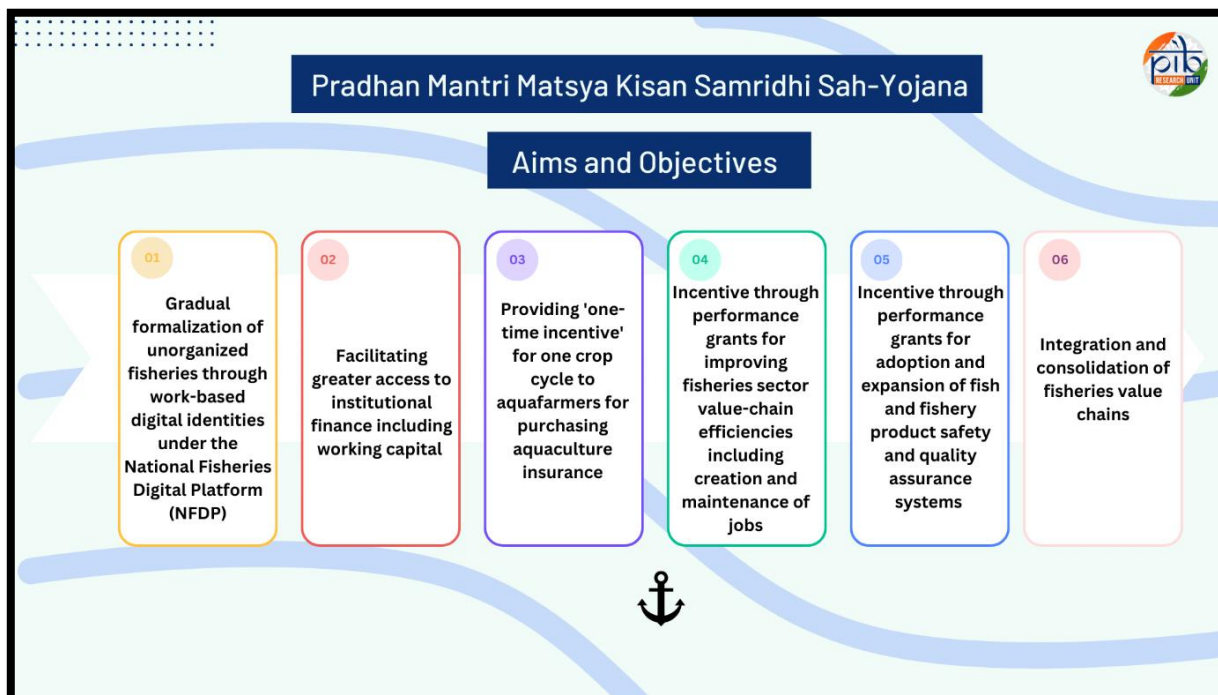 pib
RESEARCH UNIT
Pradhan Mantri Matsya Kisan Samridhi Sah-Yojana
Aims and Objectives
01
Gradual
formalization of
unorganized
fisheries through
work-based
digital identities
under the
National Fisheries
Digital Platform
(NFDP)
02
Facilitating
greater access to
institutional
finance including
working capital
03
Providing 'one-
time incentive'
for one crop
cycle to
aquafarmers for
purchasing
aquaculture
insurance
04
Incentive through
performance
grants for
improving
fisheries sector
value-chain
efficiencies
including
creation and
maintenance of
jobs
05
Incentive through
performance
grants for
adoption and
expansion of fish
and fishery
product safety
and quality
assurance
systems
06
Integration and
consolidation of
fisheries value
chains